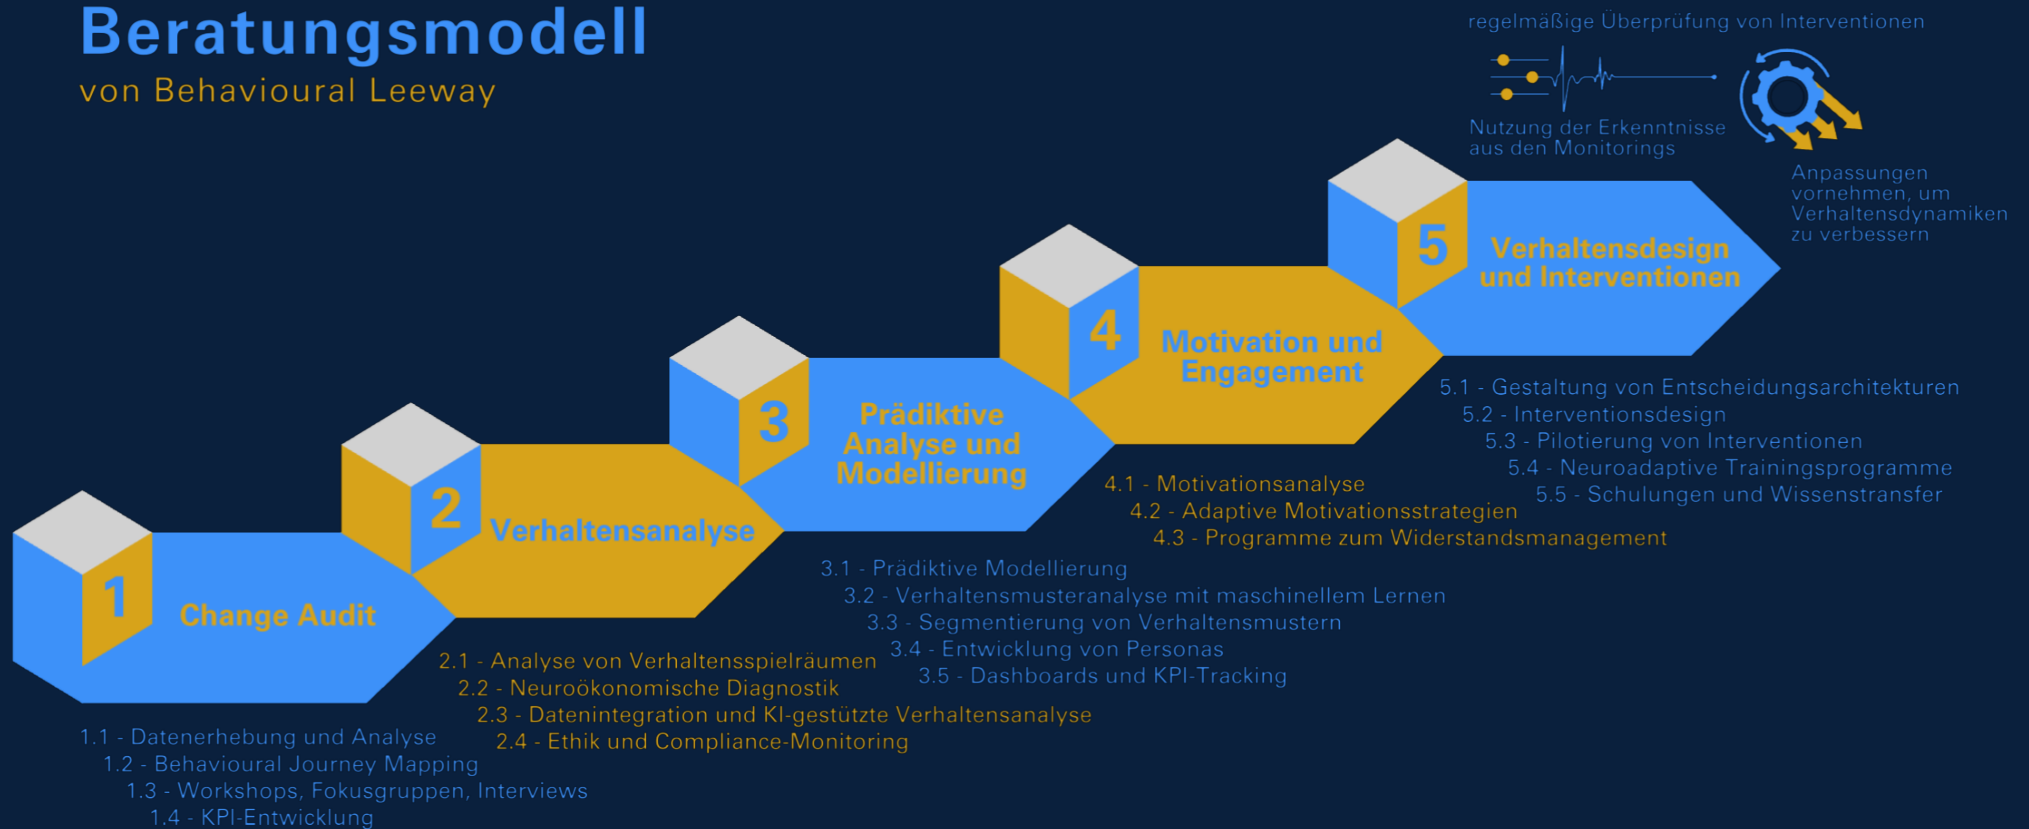 Beratungsmodell
von Behavioural Leeway
regelmäßige Überprüfung von Interventionen
Nutzung der Erkenntnisse
aus den Monitorings
Anpassungen
vornehmen, um
Verhaltensdynamiken
zu verbessern
1
Change Audit
1.1 - Datenerhebung und Analyse
1.2 - Behavioural Journey Mapping
1.3 - Workshops, Fokusgruppen, Interviews
1.4 - KPI-Entwicklung
2
Verhaltensanalyse
2.1 - Analyse von Verhaltensspielräumen
2.2 - Neuroökonomische Diagnostik
2.3 - Datenintegration und KI-gestützte Verhaltensanalyse
2.4 - Ethik und Compliance-Monitoring
3
Prädiktive
Analyse und
Modellierung
3.1 - Prädiktive Modellierung
3.2 - Verhaltensmusteranalyse mit maschinellem Lernen
3.3 - Segmentierung von Verhaltensmustern
3.4 - Entwicklung von Personas
3.5 - Dashboards und KPI-Tracking
4
Motivation und
Engagement
4.1 - Motivationsanalyse
4.2 - Adaptive Motivationsstrategien
4.3 - Programme zum Widerstandsmanagement
5
Verhaltensdesign
und Interventionen
5.1 - Gestaltung von Entscheidungsarchitekturen
5.2 - Interventionsdesign
5.3 - Pilotierung von Interventionen
5.4 - Neuroadaptive Trainingsprogramme
5.5 - Schulungen und Wissenstransfer